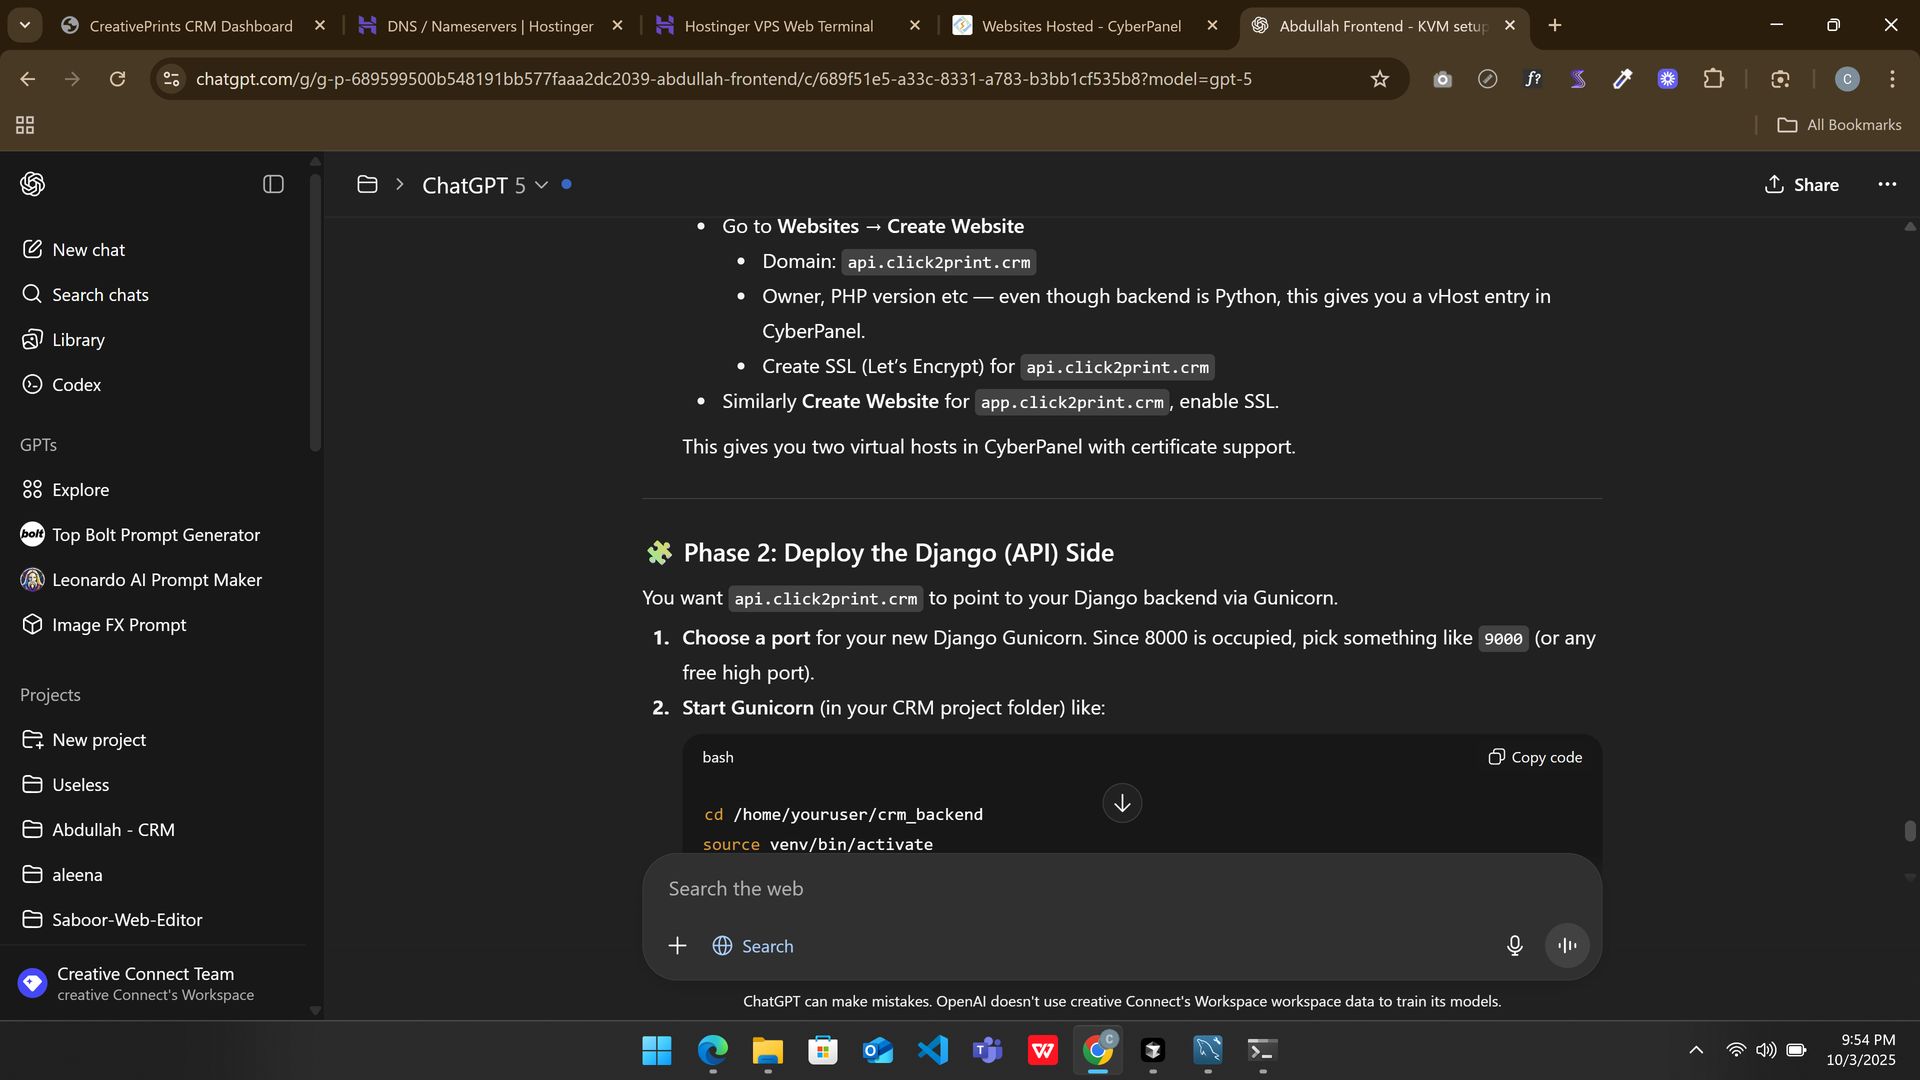 CreativePrints CRM Dashboard
DNS / Nameservers | Hostinger
Hostinger VPS Web Terminal
Websites Hosted - CyberPanel
Abdullah Frontend - KVM setup
chatgpt.com/g/g-p-689599500b548191bb577faaa2dc2039-abdullah-frontend/c/689f51e5-a33c-8331-a783-b3bb1cf535b8?model=gpt-5
f?
C
All Bookmarks
ChatGPT 5
Share
New chat
Search chats
Library
Codex
GPTs
Explore
bolt
Top Bolt Prompt Generator
Leonardo AI Prompt Maker
Image FX Prompt
Projects
New project
Useless
Abdullah - CRM
aleena
Saboor-Web-Editor
Creative Connect Team
creative Connect's Workspace
• Go to Websites → Create Website
• Domain: api.click2print.crm
• Owner, PHP version etc — even though backend is Python, this gives you a vHost entry in
CyberPanel.
• Create SSL (Let’s Encrypt) for api.click2print.crm
• Similarly Create Website for app.click2print.crm, enable SSL.
This gives you two virtual hosts in CyberPanel with certificate support.
🧩 Phase 2: Deploy the Django (API) Side
You want api.click2print.crm to point to your Django backend via Gunicorn.
1. Choose a port for your new Django Gunicorn. Since 8000 is occupied, pick something like 9000 (or any
free high port).
2. Start Gunicorn (in your CRM project folder) like:
bash
Copy code
cd /home/youruser/crm_backend
source venv/bin/activate
Search the web
Search
ChatGPT can make mistakes. OpenAI doesn't use creative Connect's Workspace workspace data to train its models.
C
9:54 PM
10/3/2025